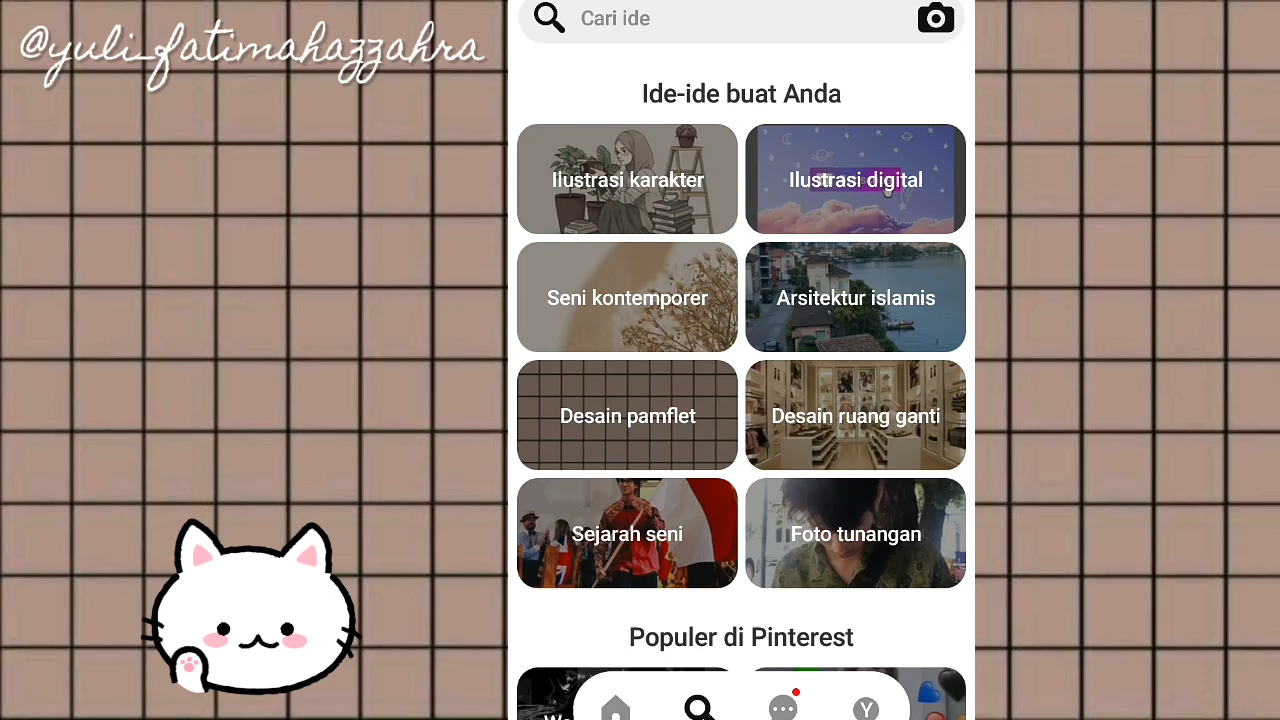 @yuli_fatimahazzahra
Cari ide
Ide-ide buat Anda
Ilustrasi karakter
Ilustrasi digital
Seni kontemporer
Arsitektur islamis
Desain pamflet
Desain ruang ganti
Sejarah seni
Foto tunangan
Populer di Pinterest
Y